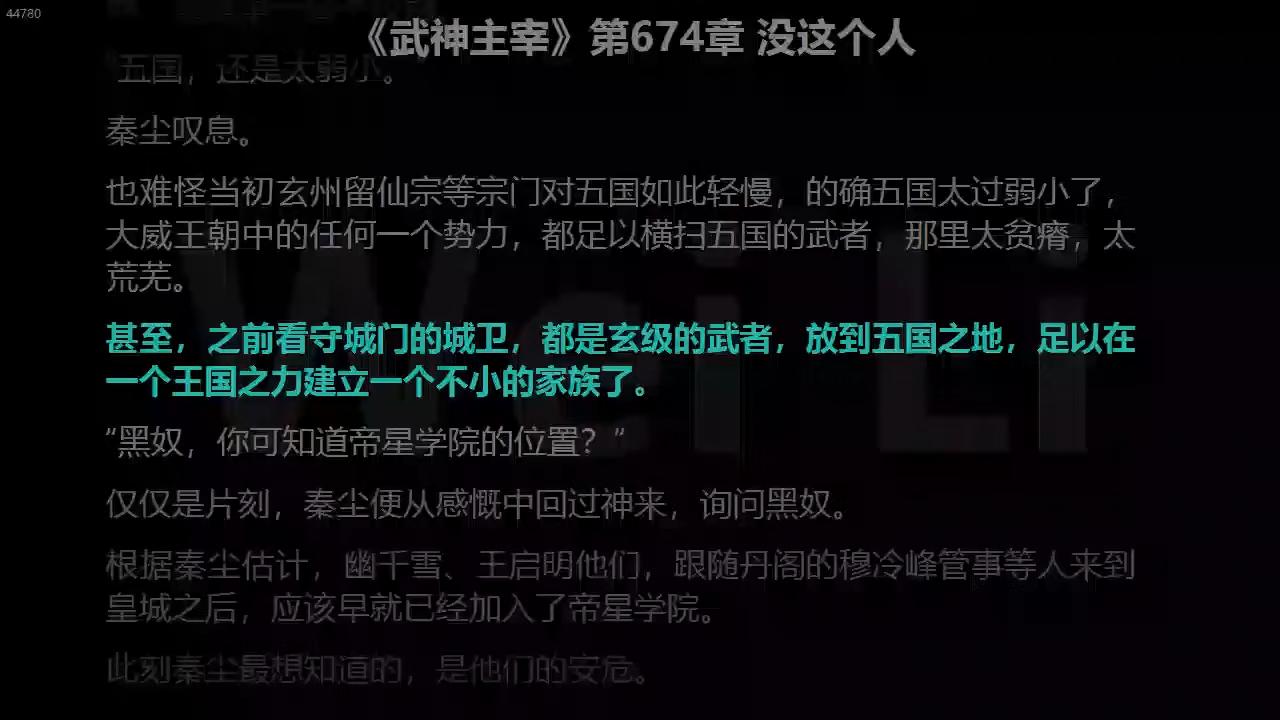 44780
《武神主宰》第674章 没这个人
“五国，还是太弱小。
秦尘叹息。
也难怪当初玄州留仙宗等宗门对五国如此轻慢，的确五国太过弱小了，
大威王朝中的任何一个势力，都足以横扫五国的武者，那里太贫瘠，太
荒芜。
甚至，之前看守城门的城卫，都是玄级的武者，放到五国之地，足以在
一个王国之力建立一个不小的家族了。
“黑奴，你可知道帝星学院的位置？”
仅仅是片刻，秦尘便从感慨中回过神来，询问黑奴。
根据秦尘估计，幽千雪、王启明他们，跟随丹阁的穆冷峰管事等人来到
皇城之后，应该早就已经加入了帝星学院。
此刻秦尘最想知道的，是他们的安危。
Wei Li